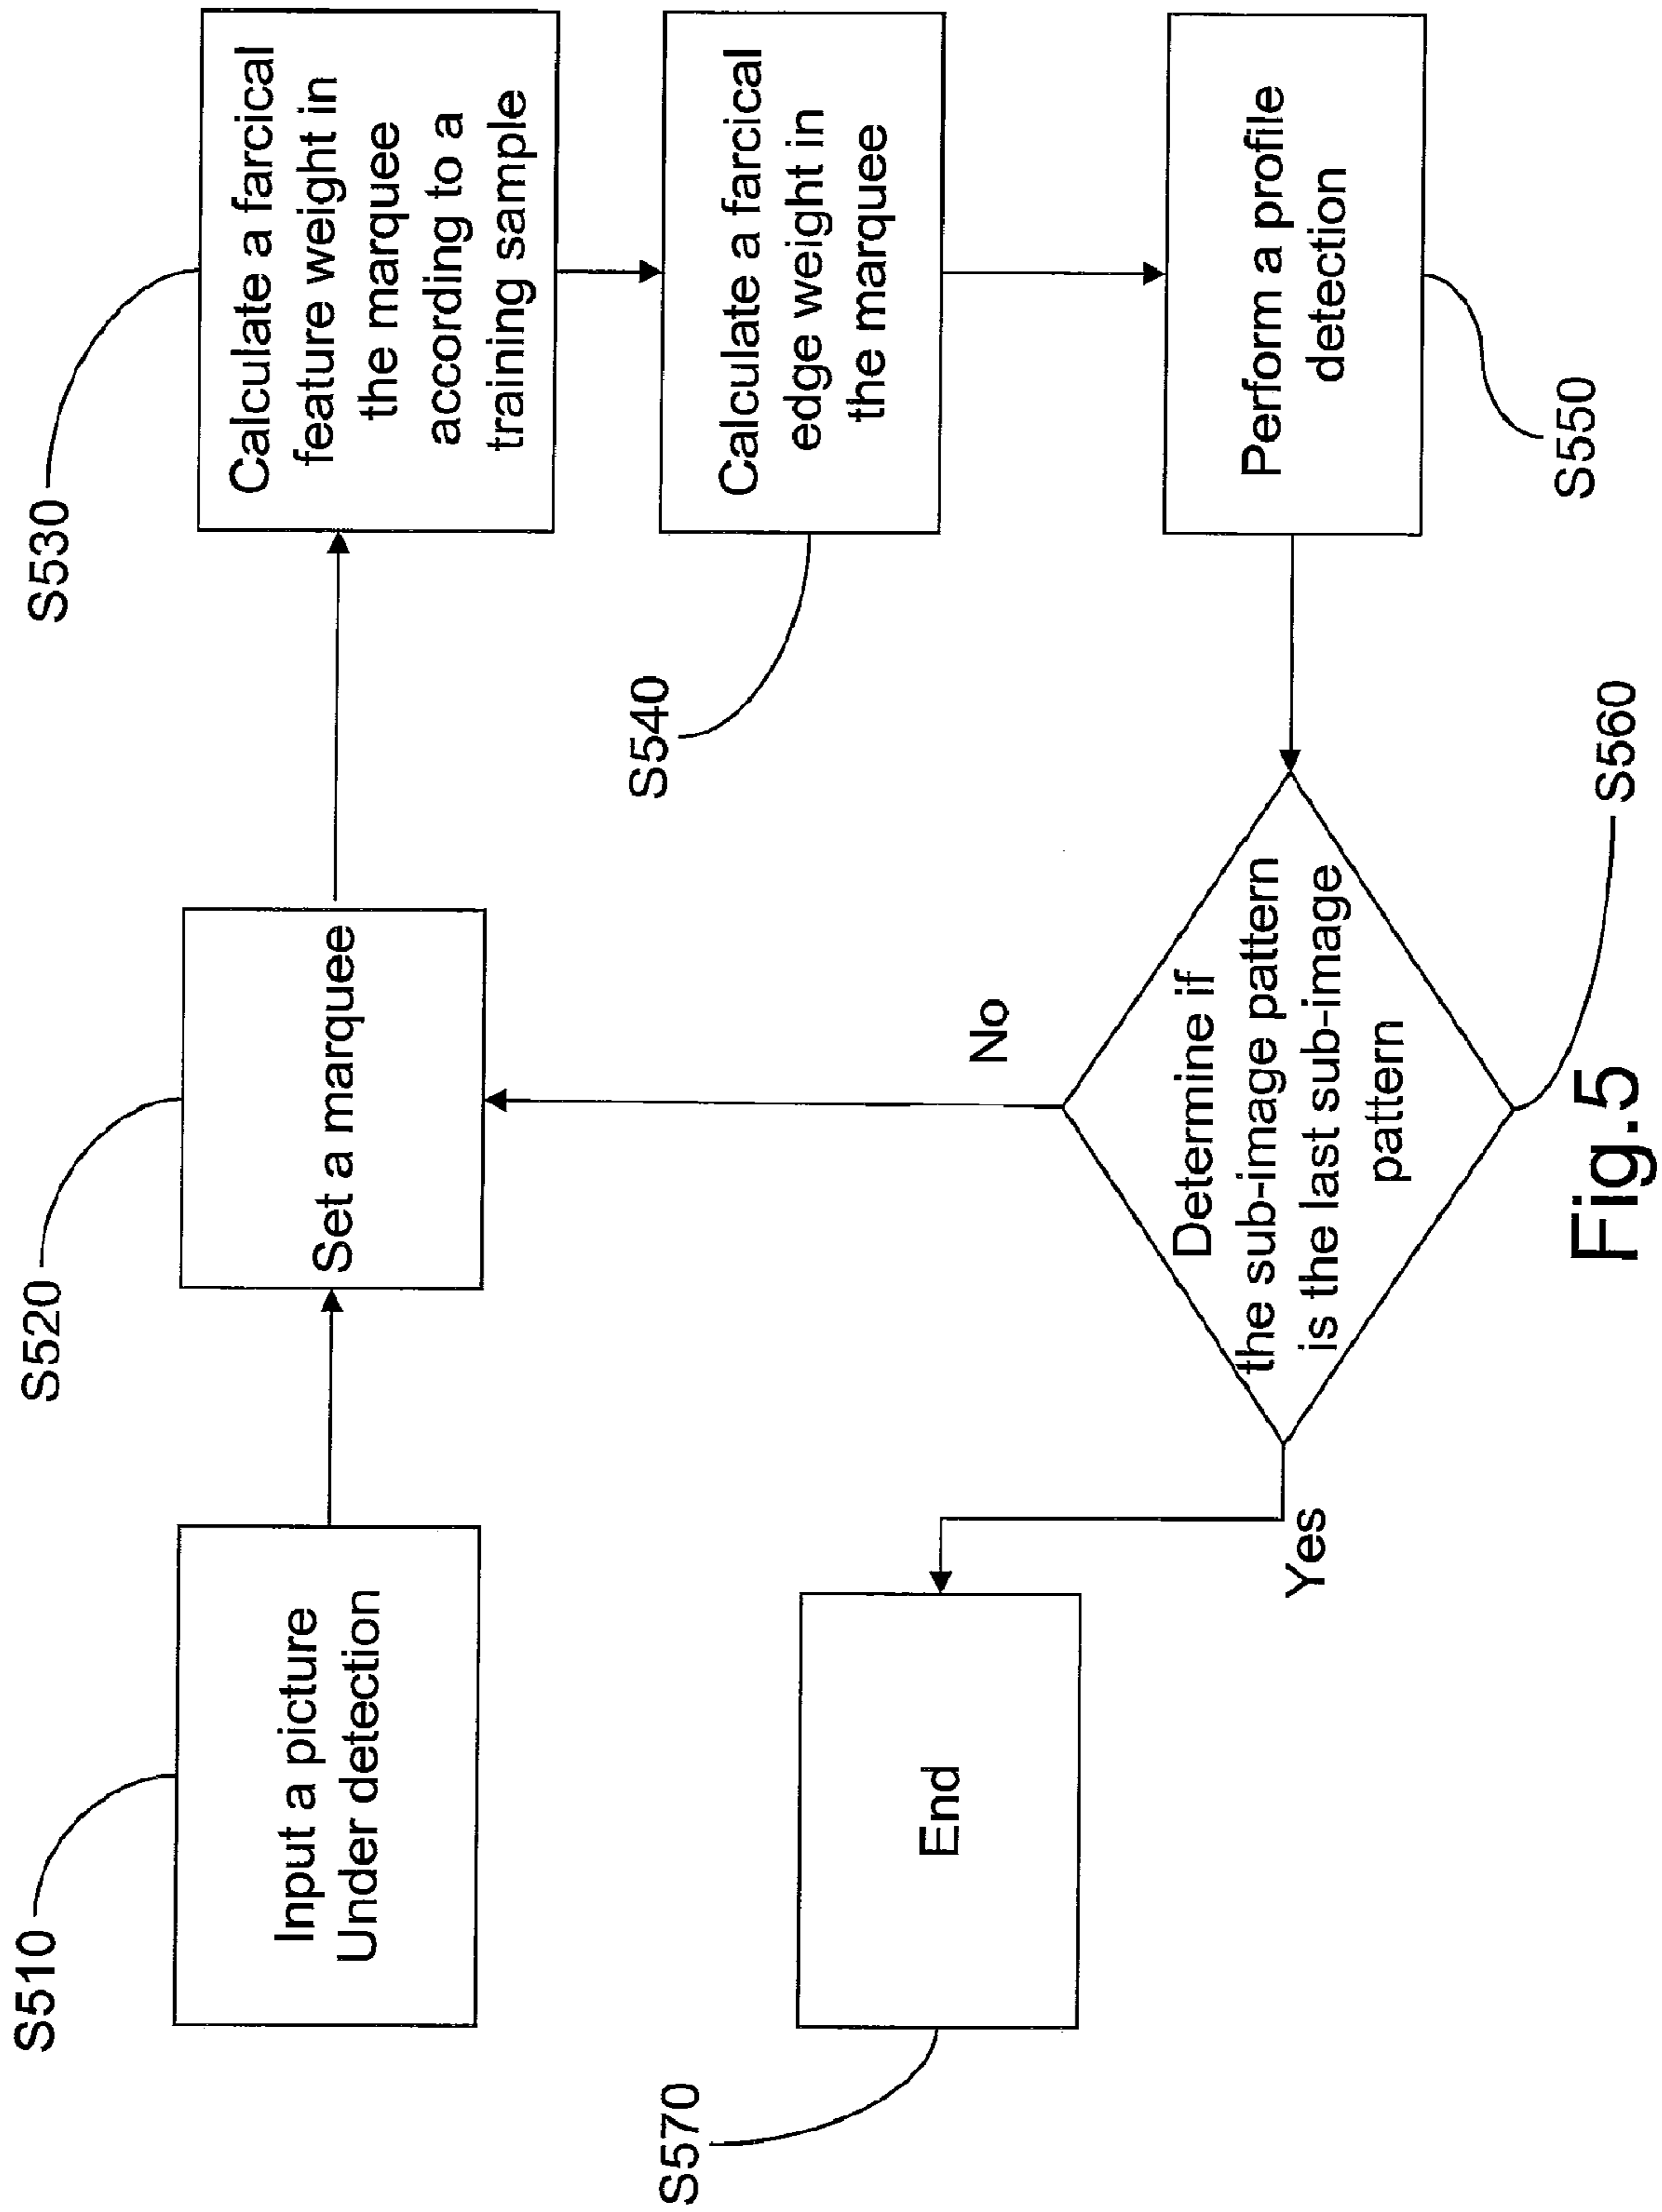 S510
Input a picture
Under detection
S520
Set a marquee
S530
Calculate a farcical
feature weight in
the marquee
according to a
training sample
S540
Calculate a farcical
edge weight in
the marquee
S550
Perform a profile
detection
S560
Determine if
the sub-image pattern
is the last sub-image
pattern
No
Yes
S570
End
Fig.5